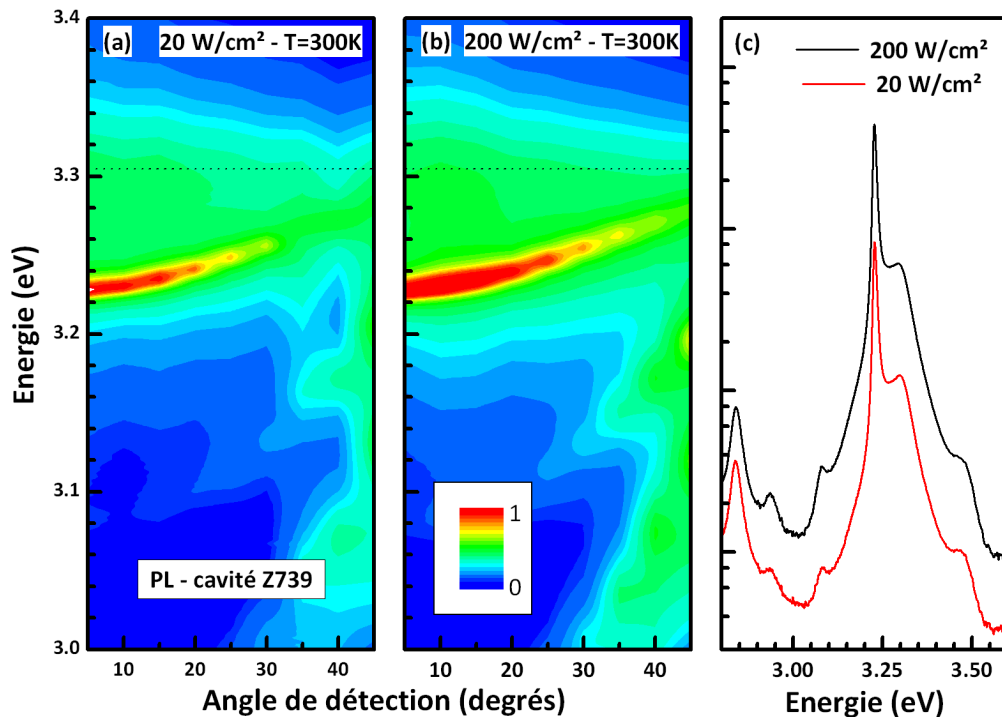 (a) 20 W/cm² - T=300K
(b) 200 W/cm² - T=300K
(c)
200 W/cm²
20 W/cm²
3.4
3.3
3.2
3.1
3.0
Energie (eV)
PL - cavité Z739
1
0
10 20 30 40
10 20 30 40
3.00 3.25 3.50
Angle de détection (degrés)
Energie (eV)